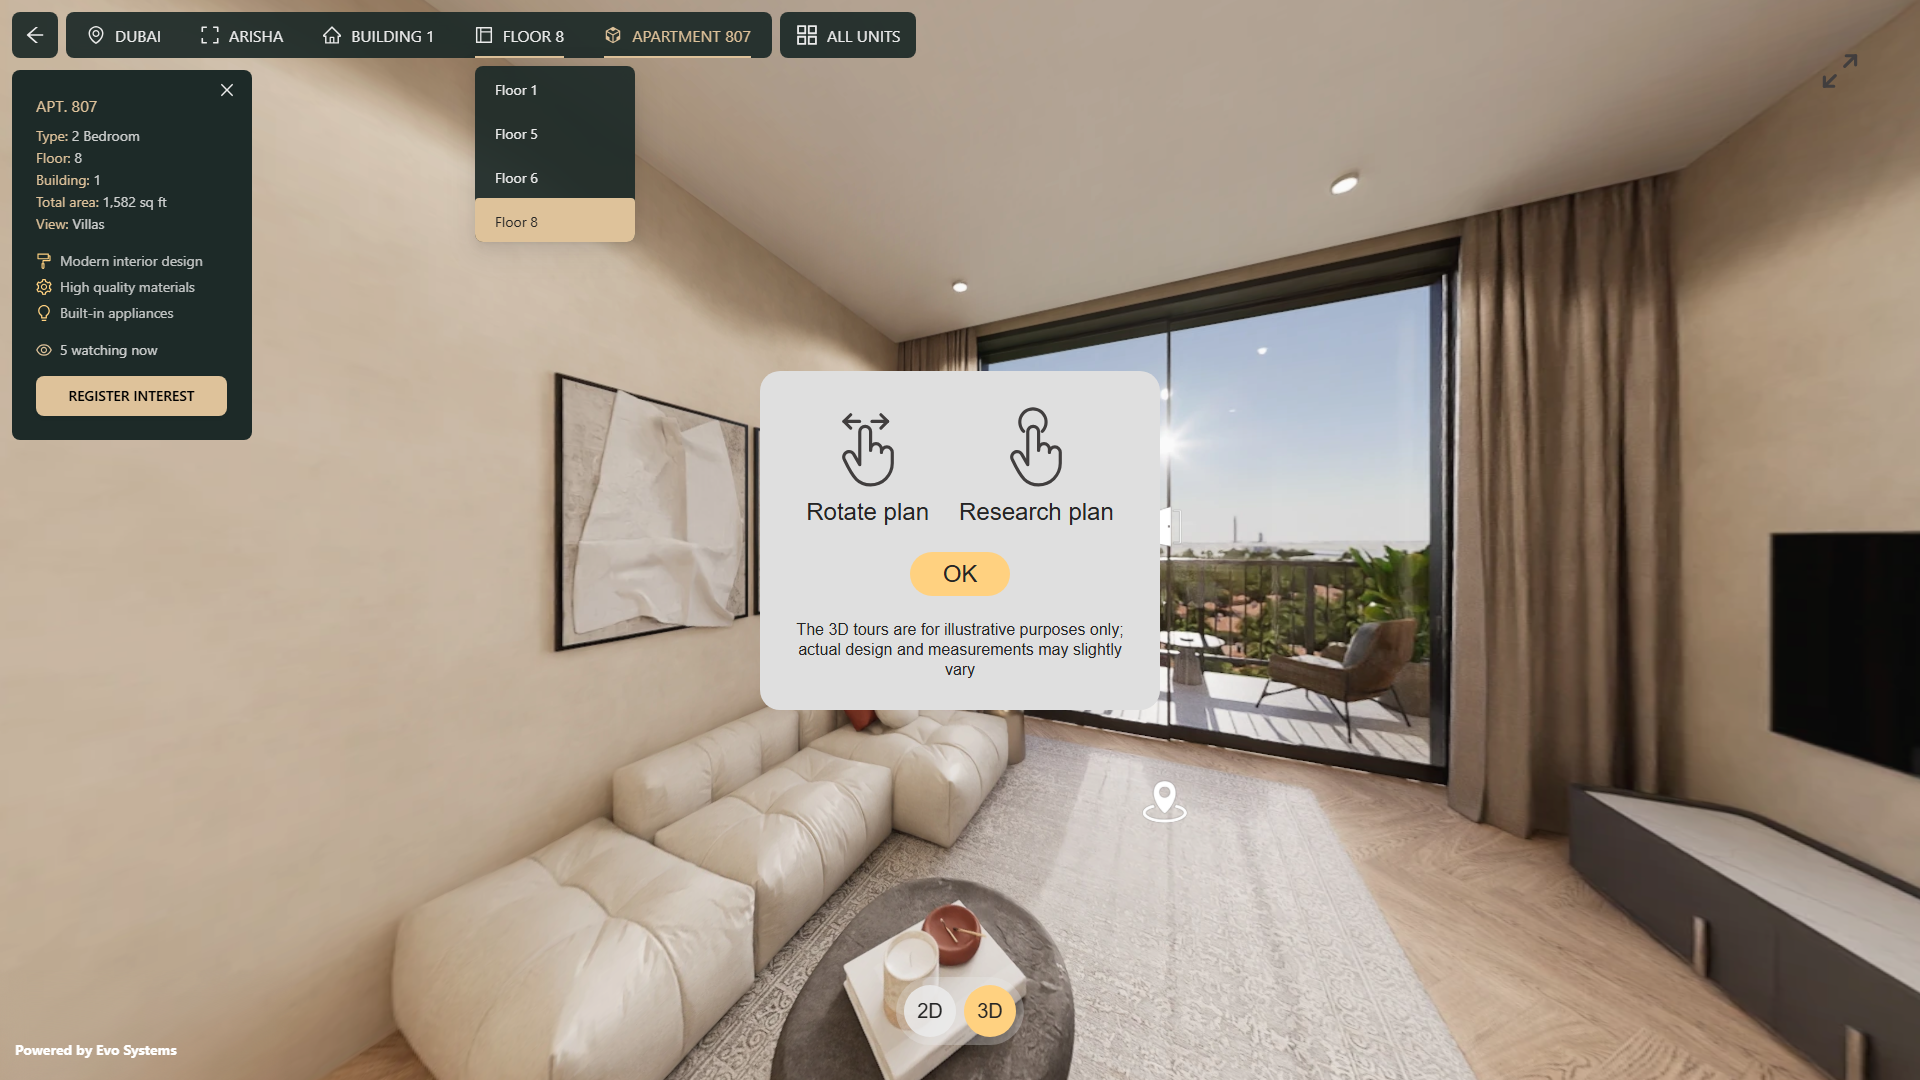 DUBAI
ARISHA
BUILDING 1
FLOOR 8
APARTMENT 807
ALL UNITS
Floor 1
Floor 5
Floor 6
Floor 8
APT. 807
Type: 2 Bedroom
Floor: 8
Building: 1
Total area: 1,582 sq ft
View: Villas
Modern interior design
High quality materials
Built-in appliances
5 watching now
REGISTER INTEREST
Rotate plan
Research plan
OK
The 3D tours are for illustrative purposes only;
actual design and measurements may slightly
vary
2D
3D
Powered by Evo Systems